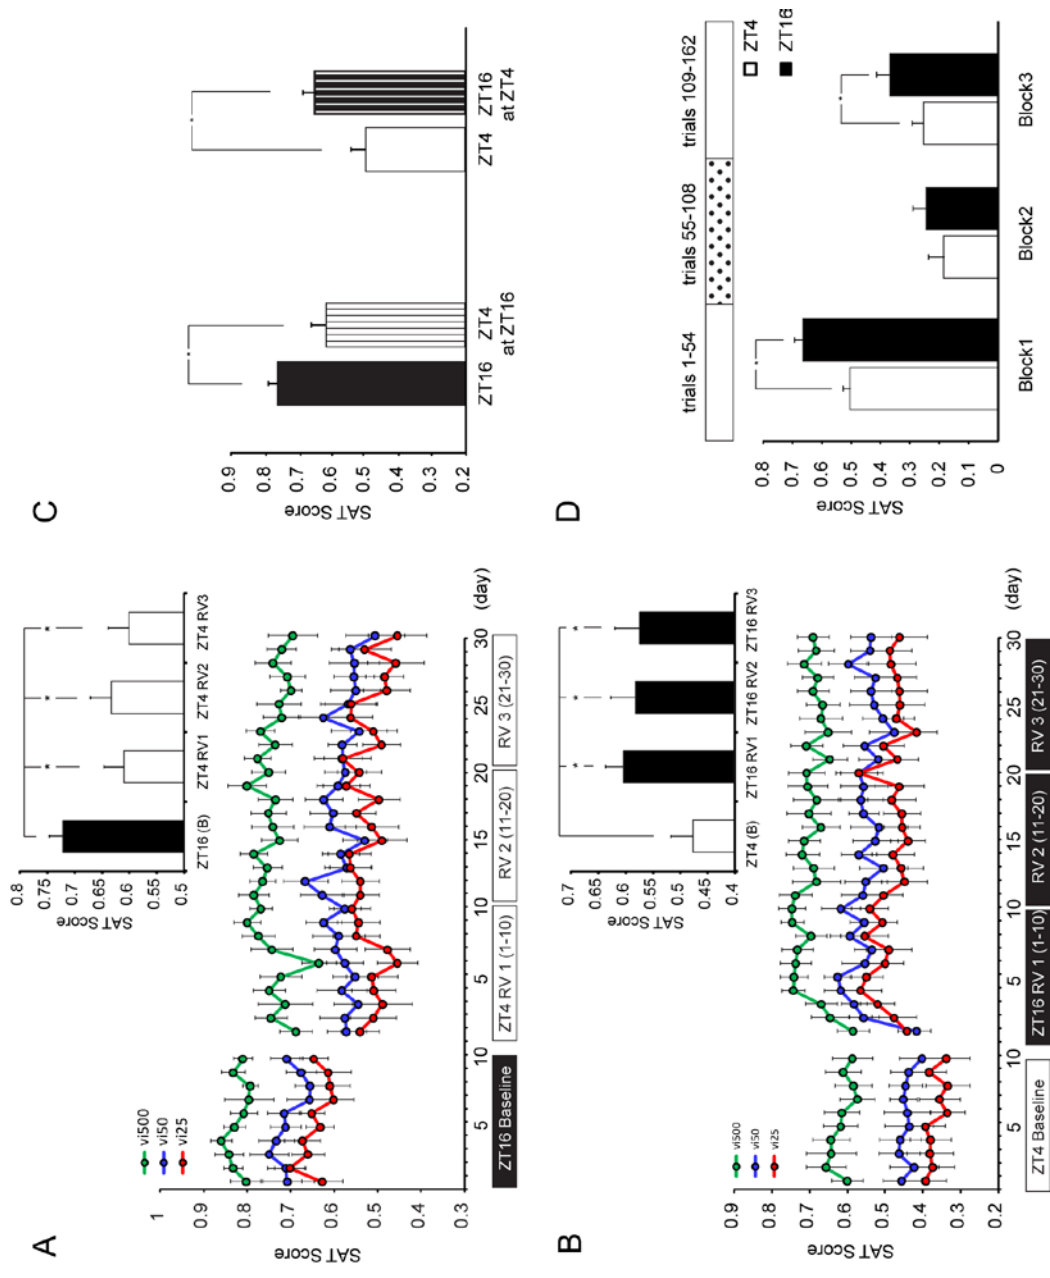 A
SAT Score
1
0.9
0.8
0.7
0.6
0.5
0.4
0.3
vi500
vi50
vi25
5
10
5
10
15
20
25
30
(day)
ZT16 Baseline
ZT4 RV 1 (1-10)
RV 2 (11-20)
RV 3 (21-30)
SAT Score
0.8
0.75
0.7
0.65
0.6
0.55
0.5
*
*
*
ZT16 (B)
ZT4 RV1
ZT4 RV2
ZT4 RV3
B
SAT Score
0.9
0.8
0.7
0.6
0.5
0.4
0.3
0.2
vi500
vi50
vi25
5
10
5
10
15
20
25
30
(day)
ZT4 Baseline
ZT16 RV 1 (1-10)
RV 2 (11-20)
RV 3 (21-30)
SAT Score
0.7
0.65
0.6
0.55
0.5
0.45
0.4
*
*
*
ZT4 (B)
ZT16 RV1
ZT16 RV2
ZT16 RV3
C
SAT Score
0.9
0.8
0.7
0.6
0.5
0.4
0.3
0.2
*
*
ZT16
ZT4
at ZT16
ZT4
ZT16
at ZT4
D
trials 1-54
trials 55-108
trials 109-162
ZT4
ZT16
SAT Score
0.8
0.7
0.6
0.5
0.4
0.3
0.2
0.1
0
*
*
Block1
Block2
Block3